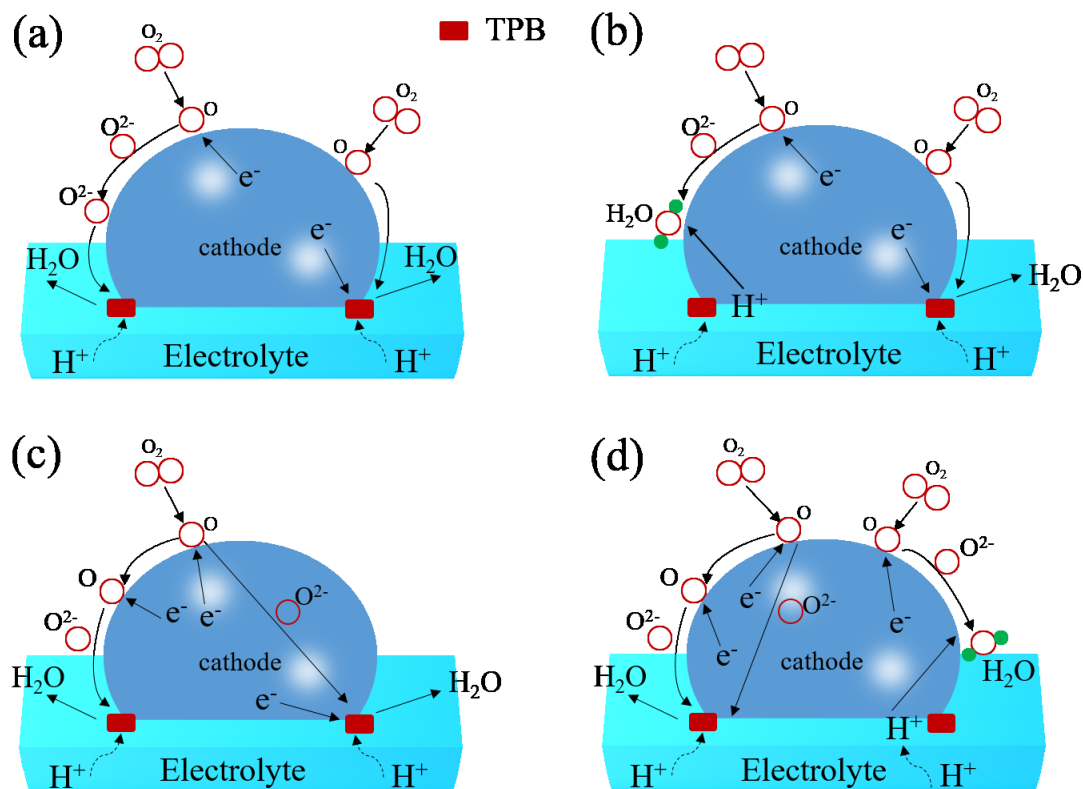 (a)
TPB
(b)
O₂
O
O²⁻
O₂
O
O²⁻
e⁻
cathode
e⁻
H₂O
H₂O
H⁺
Electrolyte
H⁺
O
O²⁻
O₂
O
e⁻
H₂O
cathode
e⁻
H₂O
H⁺
H⁺
Electrolyte
H⁺
(c)
O₂
O
O
O²⁻
O²⁻
e⁻
e⁻
cathode
e⁻
H₂O
H₂O
H⁺
Electrolyte
H⁺
(d)
O₂
O
O₂
O
O²⁻
O
e⁻
O²⁻
O²⁻
e⁻
e⁻
cathode
H₂O
H₂O
H⁺
H⁺
Electrolyte
H⁺